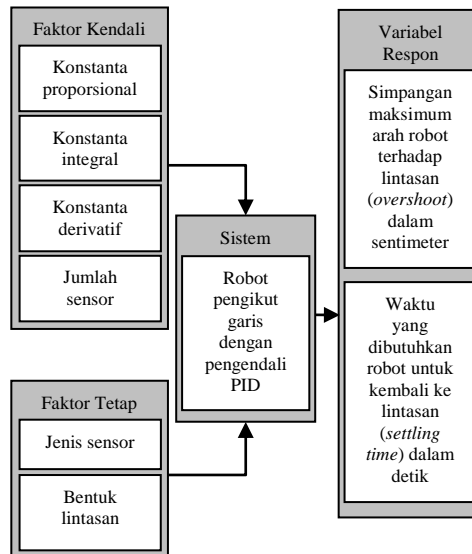 Faktor Kendali
Konstanta
proporsional
Konstanta
integral
Konstanta
derivatif
Jumlah
sensor
Faktor Tetap
Jenis sensor
Bentuk
lintasan
Sistem
Robot
pengikut
garis
dengan
pengendali
PID
Variabel
Respon
Simpangan
maksimum
arah robot
terhadap
lintasan
(overshoot)
dalam
sentimeter
Waktu
yang
dibutuhkan
robot untuk
kembali ke
lintasan
(settling
time) dalam
detik